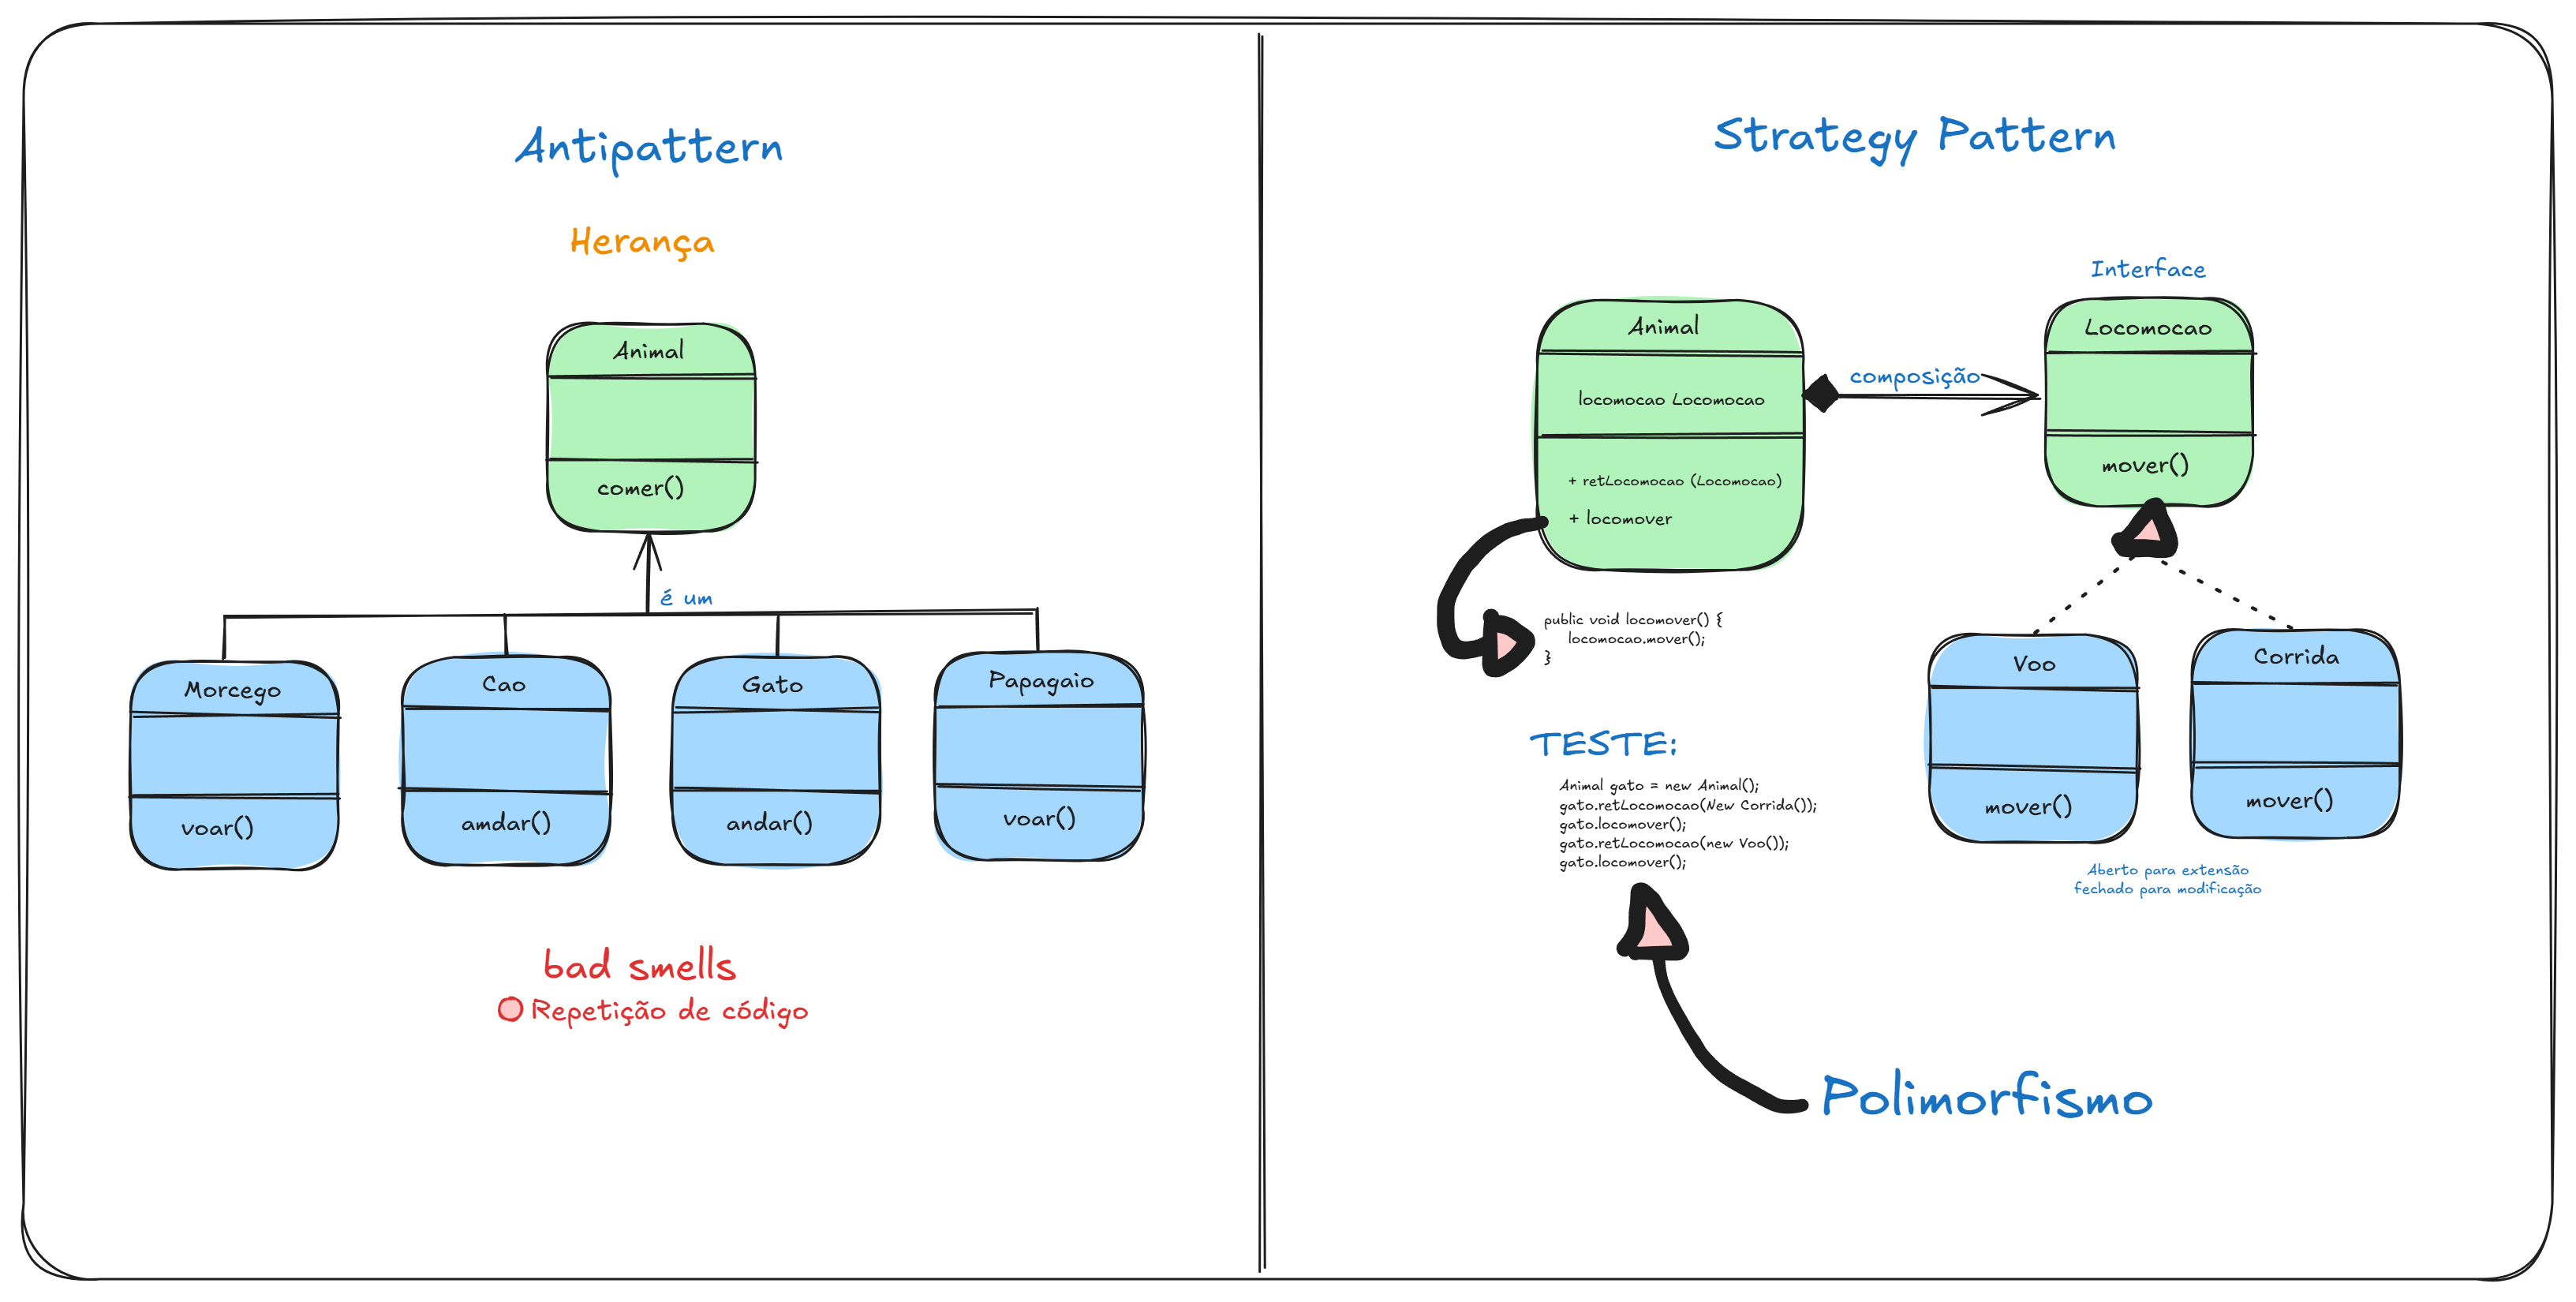 Antipattern
Herança
Animal
comer()
é um
Morcego
voar()
Cao
amdar()
Gato
andar()
Papagaio
voar()
bad smells
Repetição de código
Strategy Pattern
Animal
locomocao Locomocao
+ retLocomocao (Locomocao)
+ locomover
composição
Interface
Locomocao
mover()
public void locomover() {
locomocao.mover();
}
Voo
mover()
Corrida
mover()
Aberto para extensão
fechado para modificação
TESTE:
Animal gato = new Animal();
gato.retLocomocao(New Corrida());
gato.locomover();
gato.retLocomocao(new Voo());
gato.locomover();
Polimorfismo